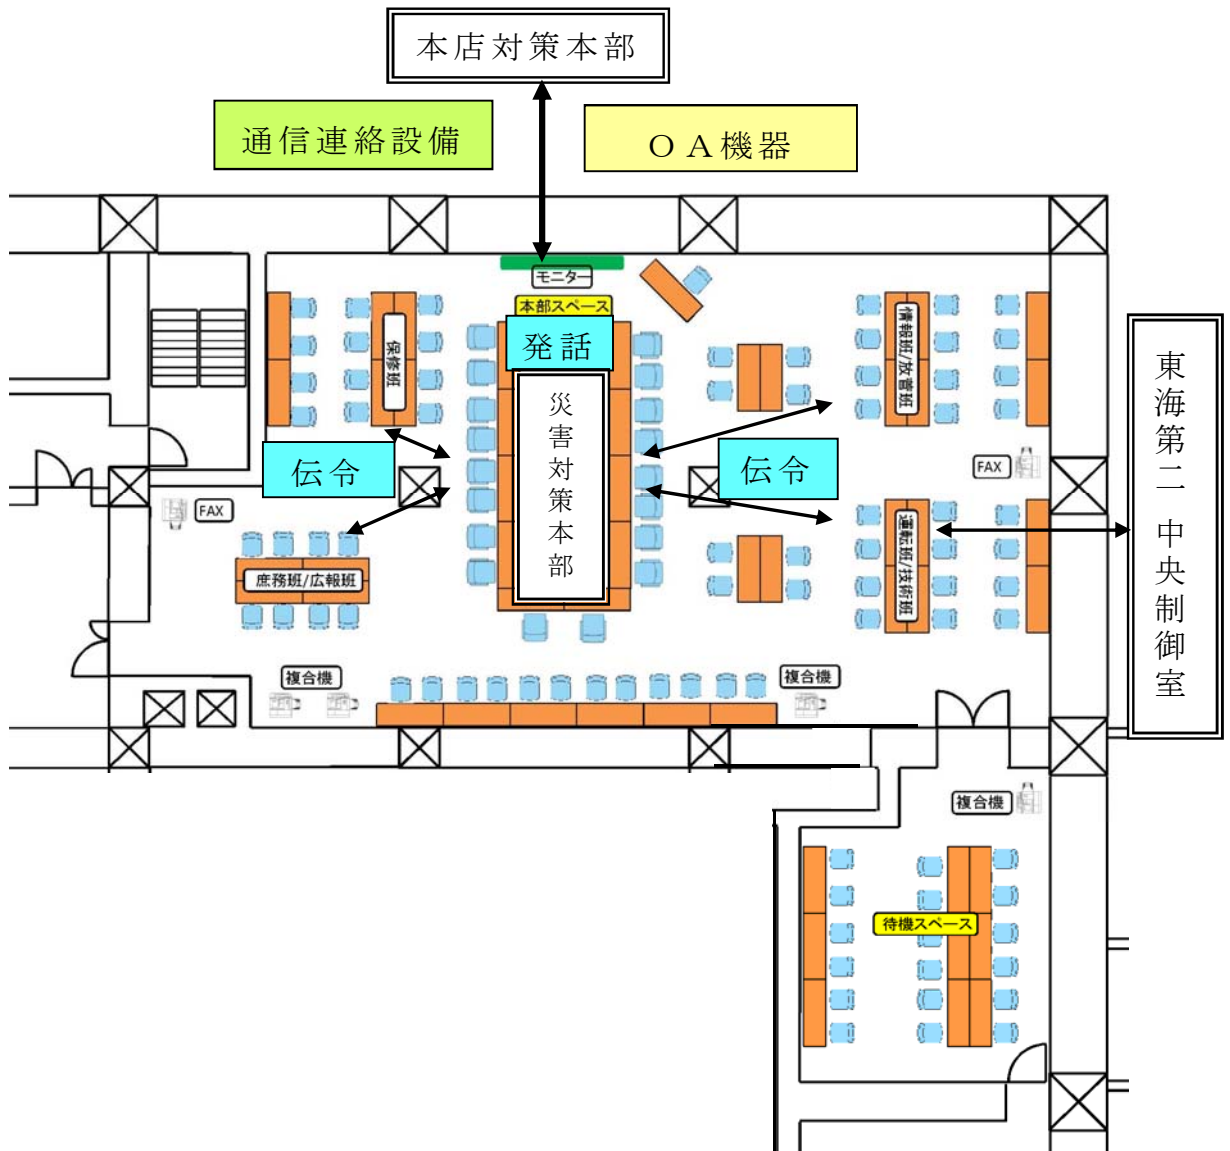 本店対策本部
通信連絡設備
ＯＡ機器
モニター
本部スペース
発話
災害対策本部
保修班
情報班/放管班
伝令
伝令
FAX
FAX
庶務班/広報班
運転班/技術班
東海第二 中央制御室
複合機
複合機
複合機
待機スペース